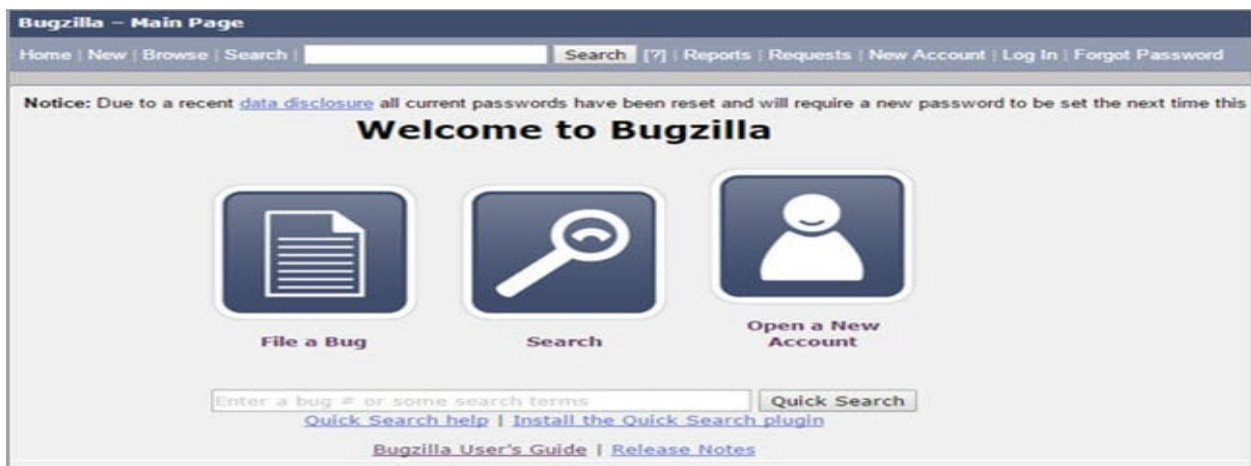 Bugzilla – Main Page
Home | New | Browse | Search | Search [?] | Reports | Requests | New Account | Log In | Forgot Password
Notice: Due to a recent data disclosure all current passwords have been reset and will require a new password to be set the next time this
Welcome to Bugzilla
File a Bug
Search
Open a New
Account
Enter a bug # or some search terms Quick Search
Quick Search help | Install the Quick Search plugin
Bugzilla User's Guide | Release Notes